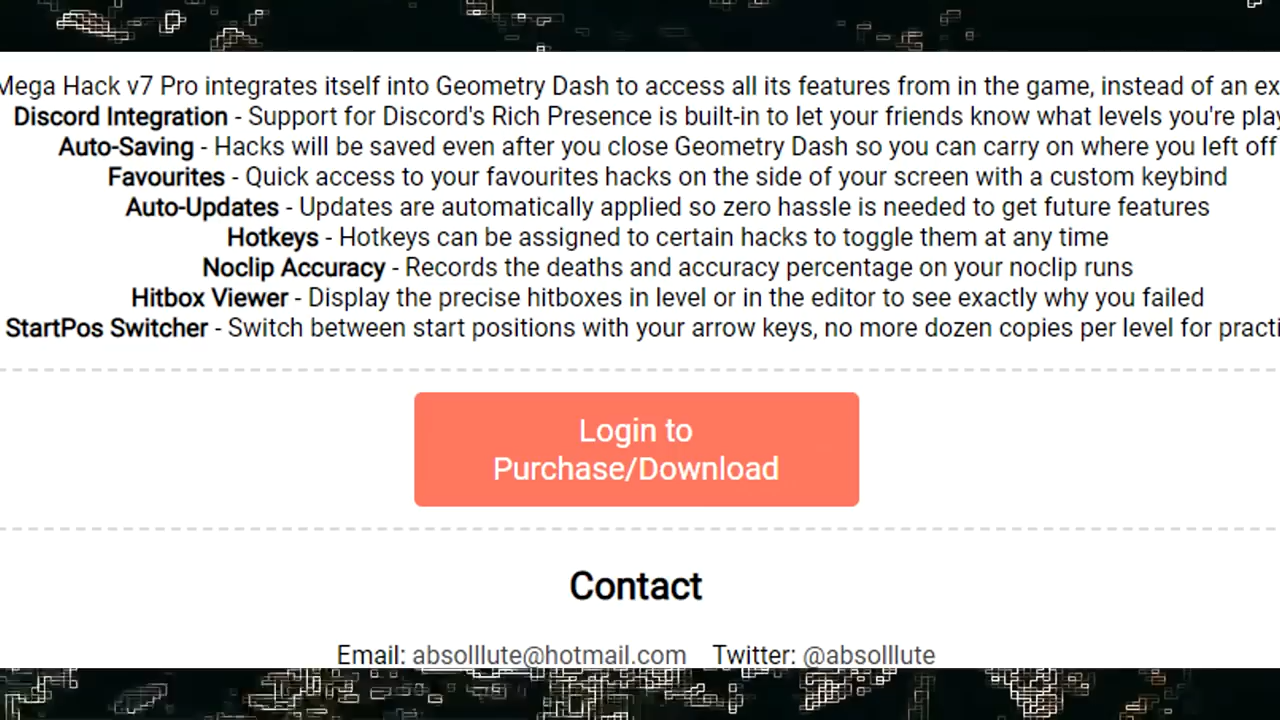 Mega Hack v7 Pro integrates itself into Geometry Dash to access all its features from in the game, instead of an ex
Discord Integration - Support for Discord's Rich Presence is built-in to let your friends know what levels you're play
Auto-Saving - Hacks will be saved even after you close Geometry Dash so you can carry on where you left off
Favourites - Quick access to your favourites hacks on the side of your screen with a custom keybind
Auto-Updates - Updates are automatically applied so zero hassle is needed to get future features
Hotkeys - Hotkeys can be assigned to certain hacks to toggle them at any time
Noclip Accuracy - Records the deaths and accuracy percentage on your noclip runs
Hitbox Viewer - Display the precise hitboxes in level or in the editor to see exactly why you failed
StartPos Switcher - Switch between start positions with your arrow keys, no more dozen copies per level for practi
Login to
Purchase/Download
Contact
Email: absolllute@hotmail.com Twitter: @absolllute